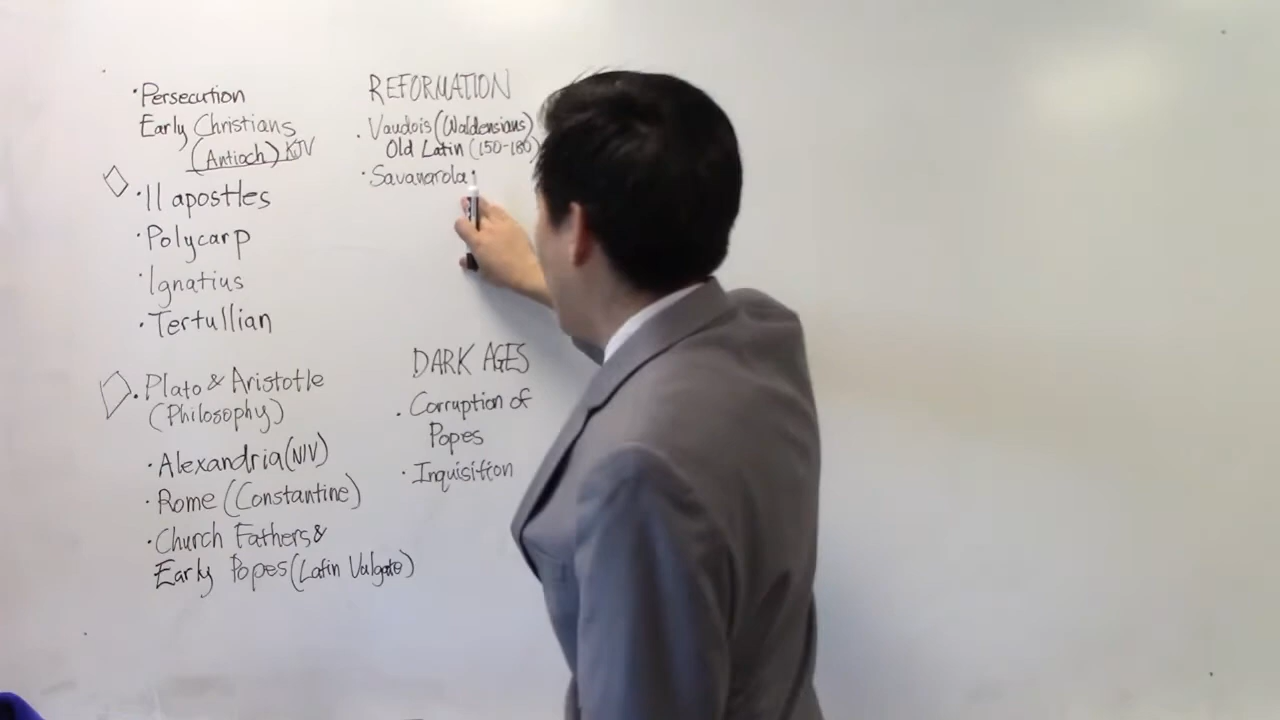 ·Persecution
Early Christians
(Antioch) KJV
·11 apostles
·Polycarp
·Ignatius
·Tertullian
·Plato & Aristotle
(Philosophy)
·Alexandria (NIV)
·Rome (Constantine)
·Church Fathers &
Early Popes (Latin Vulgate)
REFORMATION
·Vaudois (Waldensians)
Old Latin (150-180)
·Savanarola
DARK AGES
·Corruption of
Popes
·Inquisition